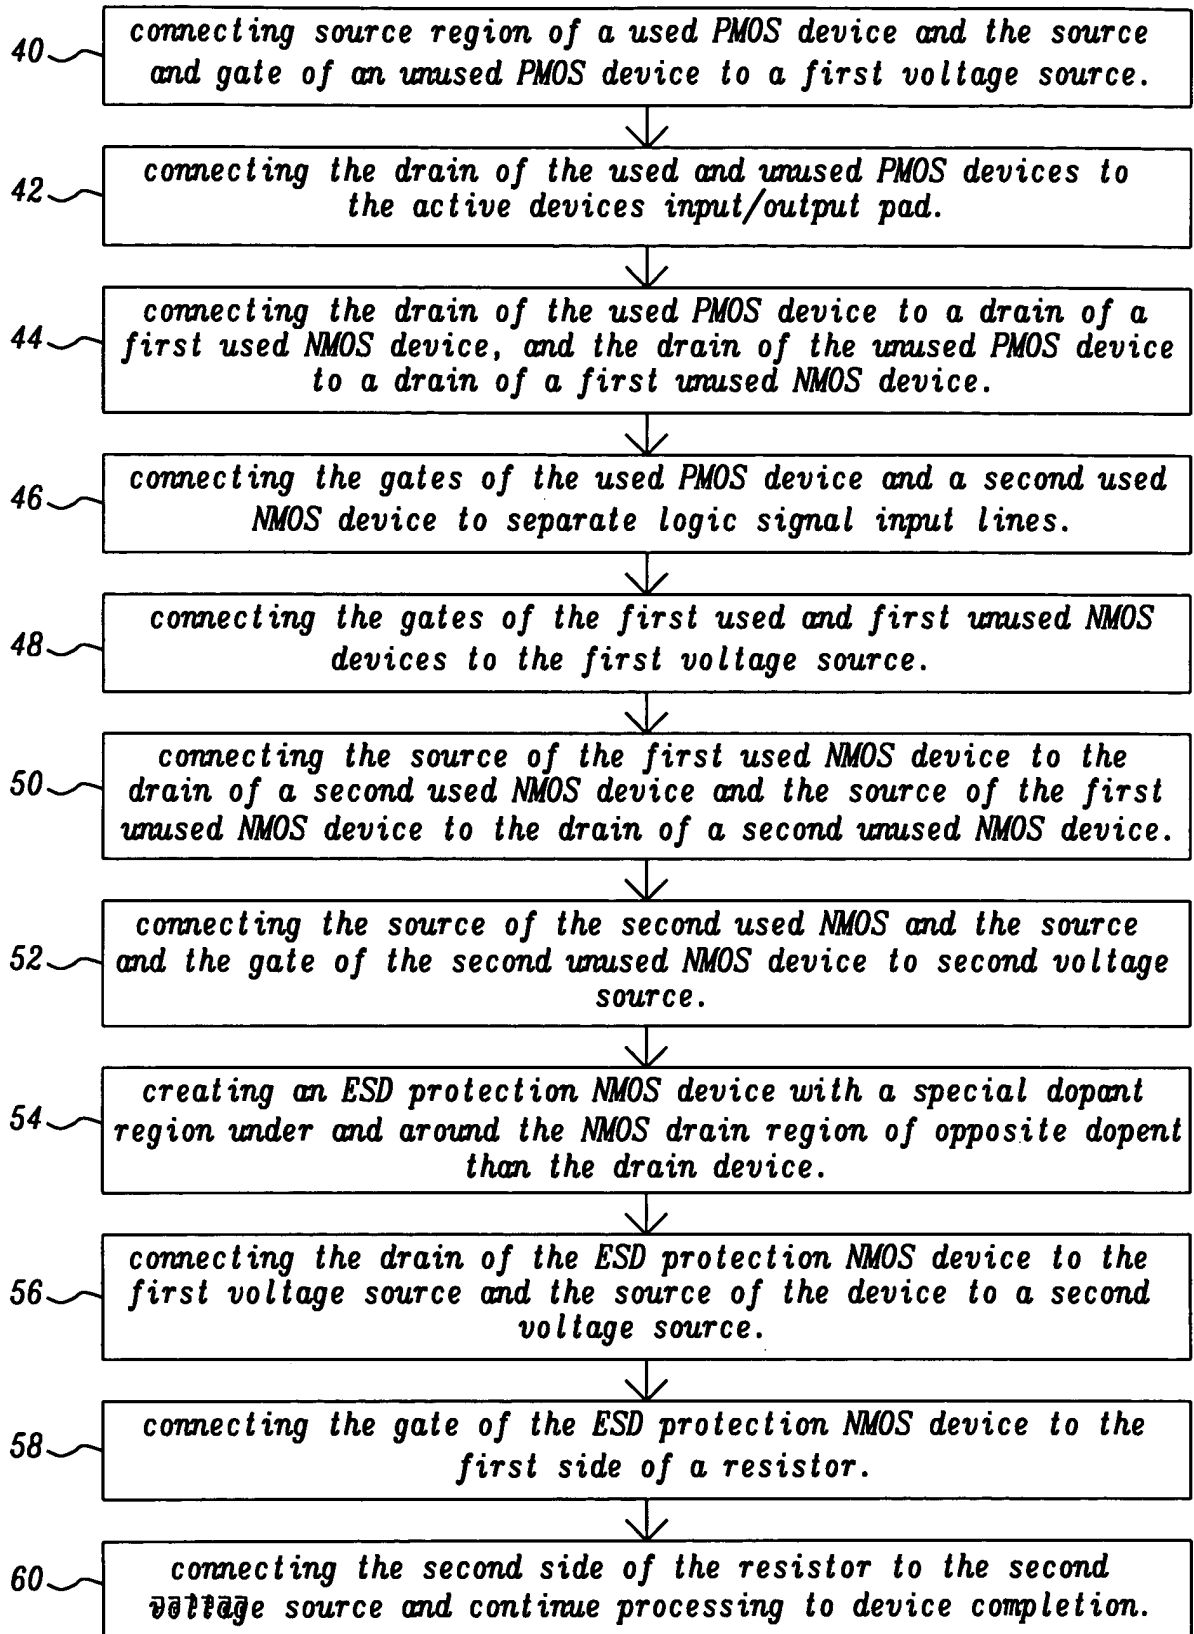 40
connecting source region of a used PMOS device and the source
and gate of an unused PMOS device to a first voltage source.
42
connecting the drain of the used and unused PMOS devices to
the active devices input/output pad.
44
connecting the drain of the used PMOS device to a drain of a
first used NMOS device, and the drain of the unused PMOS device
to a drain of a first unused NMOS device.
46
connecting the gates of the used PMOS device and a second used
NMOS device to separate logic signal input lines.
48
connecting the gates of the first used and first unused NMOS
devices to the first voltage source.
50
connecting the source of the first used NMOS device to the
drain of a second used NMOS device and the source of the first
unused NMOS device to the drain of a second unused NMOS device.
52
connecting the source of the second used NMOS and the source
and the gate of the second unused NMOS device to second voltage
source.
54
creating an ESD protection NMOS device with a special dopant
region under and around the NMOS drain region of opposite dopent
than the drain device.
56
connecting the drain of the ESD protection NMOS device to the
first voltage source and the source of the device to a second
voltage source.
58
connecting the gate of the ESD protection NMOS device to the
first side of a resistor.
60
connecting the second side of the resistor to the second
voltage source and continue processing to device completion.